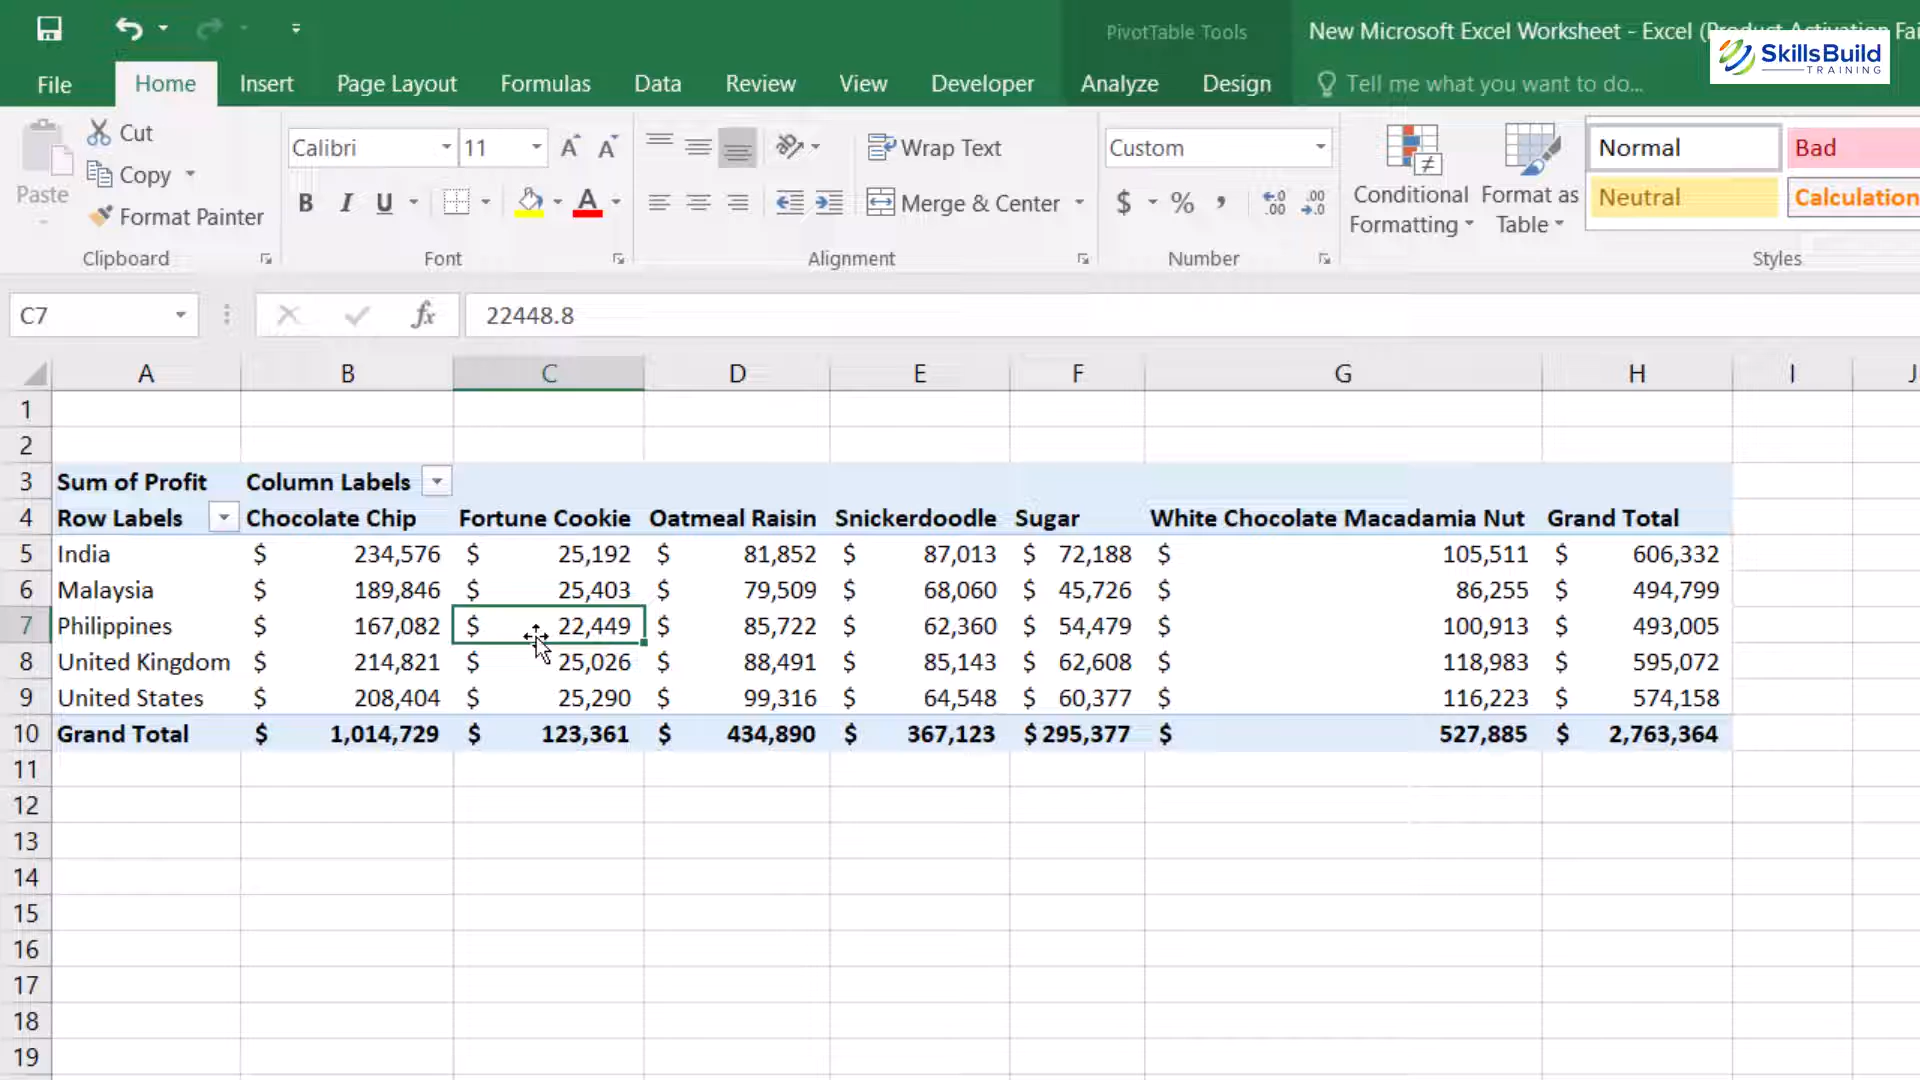 PivotTable Tools
New Microsoft Excel Worksheet - Excel (Product Activation Fai
SkillsBuild
TRAINING
File Home Insert Page Layout Formulas Data Review View Developer Analyze Design Tell me what you want to do...
Cut
Copy
Format Painter
Paste
Clipboard
Calibri 11
B I U A
Font
Wrap Text
Merge & Center
Alignment
Custom
$ % , .00 .00
Number
Conditional Formatting
Format as Table
Normal Bad
Neutral Calculation
Styles
C7 fx 22448.8
A B C D E F G H I J
1
2
3 Sum of Profit Column Labels
4 Row Labels Chocolate Chip Fortune Cookie Oatmeal Raisin Snickerdoodle Sugar White Chocolate Macadamia Nut Grand Total
5 India $ 234,576 $ 25,192 $ 81,852 $ 87,013 $ 72,188 $ 105,511 $ 606,332
6 Malaysia $ 189,846 $ 25,403 $ 79,509 $ 68,060 $ 45,726 $ 86,255 $ 494,799
7 Philippines $ 167,082 $ 22,449 $ 85,722 $ 62,360 $ 54,479 $ 100,913 $ 493,005
8 United Kingdom $ 214,821 $ 25,026 $ 88,491 $ 85,143 $ 62,608 $ 118,983 $ 595,072
9 United States $ 208,404 $ 25,290 $ 99,316 $ 64,548 $ 60,377 $ 116,223 $ 574,158
10 Grand Total $ 1,014,729 $ 123,361 $ 434,890 $ 367,123 $ 295,377 $ 527,885 $ 2,763,364
11
12
13
14
15
16
17
18
19